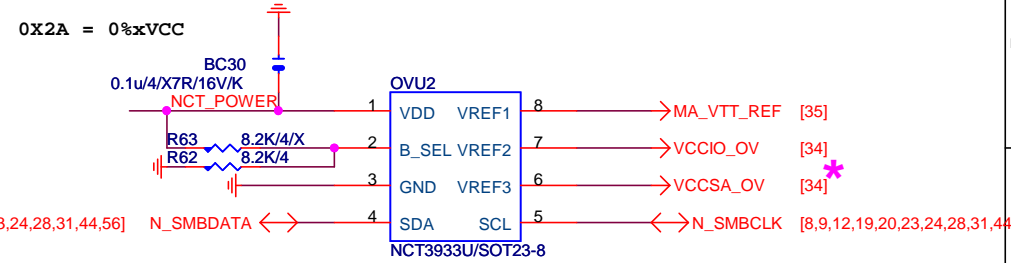 0X2A = 0%xVCC
BC30
0.1u/4/X7R/16V/K
NCT_POWER
OVU2
1 VDD VREF1 8 MA_VTT_REF [35]
R63 8.2K/4/X
2 B_SEL VREF2 7 VCCIO_OV [34]
R62 8.2K/4
3 GND VREF3 6 VCCSA_OV [34] *
,24,28,31,44,56] N_SMBDATA 4 SDA SCL 5 N_SMBCLK [8,9,12,19,20,23,24,28,31,44
NCT3933U/SOT23-8